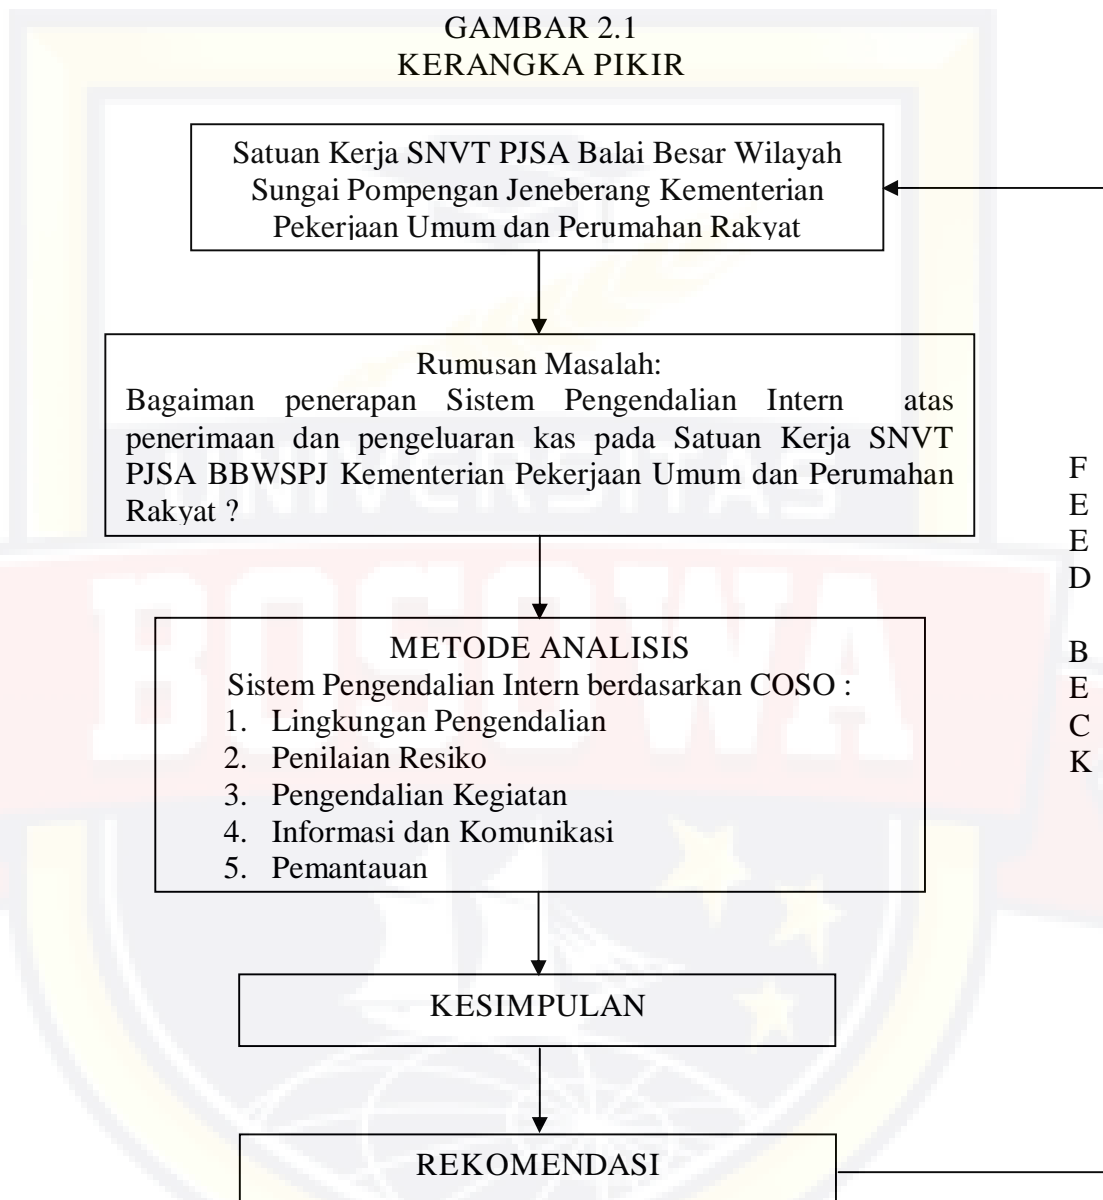 GAMBAR 2.1
KERANGKA PIKIR
Satuan Kerja SNVT PJSA Balai Besar Wilayah
Sungai Pompengan Jeneberang Kementerian
Pekerjaan Umum dan Perumahan Rakyat
Rumusan Masalah:
Bagaiman penerapan Sistem Pengendalian Intern atas
penerimaan dan pengeluaran kas pada Satuan Kerja SNVT
PJSA BBWSPJ Kementerian Pekerjaan Umum dan Perumahan
Rakyat ?
METODE ANALISIS
Sistem Pengendalian Intern berdasarkan COSO :
1. Lingkungan Pengendalian
2. Penilaian Resiko
3. Pengendalian Kegiatan
4. Informasi dan Komunikasi
5. Pemantauan
KESIMPULAN
REKOMENDASI
F
E
E
D
B
E
C
K
UNIVERSITAS
BOSOWA